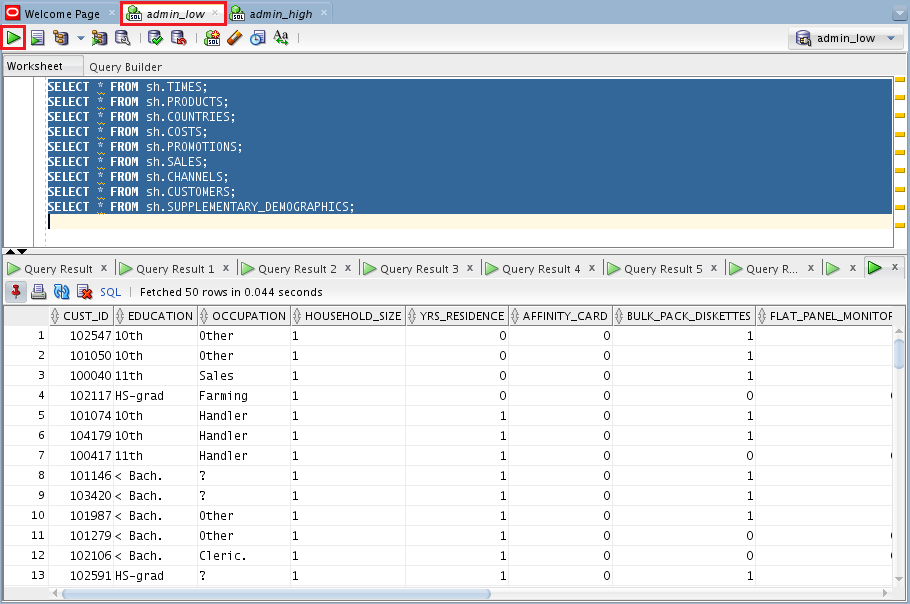 Welcome Page × admin_low × admin_high ×
SQL SQL
SQL Aa admin_low
Worksheet Query Builder
SELECT * FROM sh.TIMES;
SELECT * FROM sh.PRODUCTS;
SELECT * FROM sh.COUNTRIES;
SELECT * FROM sh.COSTS;
SELECT * FROM sh.PROMOTIONS;
SELECT * FROM sh.SALES;
SELECT * FROM sh.CHANNELS;
SELECT * FROM sh.CUSTOMERS;
SELECT * FROM sh.SUPPLEMENTARY_DEMOGRAPHICS;
Query Result × Query Result 1 × Query Result 2 × Query Result 3 × Query Result 4 × Query Result 5 × Query R... × × ×
SQL | Fetched 50 rows in 0.044 seconds
CUST_ID EDUCATION OCCUPATION HOUSEHOLD_SIZE YRS_RESIDENCE AFFINITY_CARD BULK_PACK_DISKETTES FLAT_PANEL_MONITOR
1 102547 10th Other 1 0 0 1
2 101050 10th Other 1 0 0 1
3 100040 11th Sales 1 0 0 1
4 102117 HS-grad Farming 1 0 0 0
5 101074 10th Handler 1 1 0 1
6 104179 10th Handler 1 1 0 1
7 100417 11th Handler 1 1 0 0
8 101146 < Bach. ? 1 1 0 1
9 103420 < Bach. ? 1 1 0 1
10 101987 < Bach. Other 1 1 0 1
11 101279 < Bach. Other 1 1 0 0
12 102106 < Bach. Cleric. 1 1 0 0
13 102591 HS-grad ? 1 1 0 1